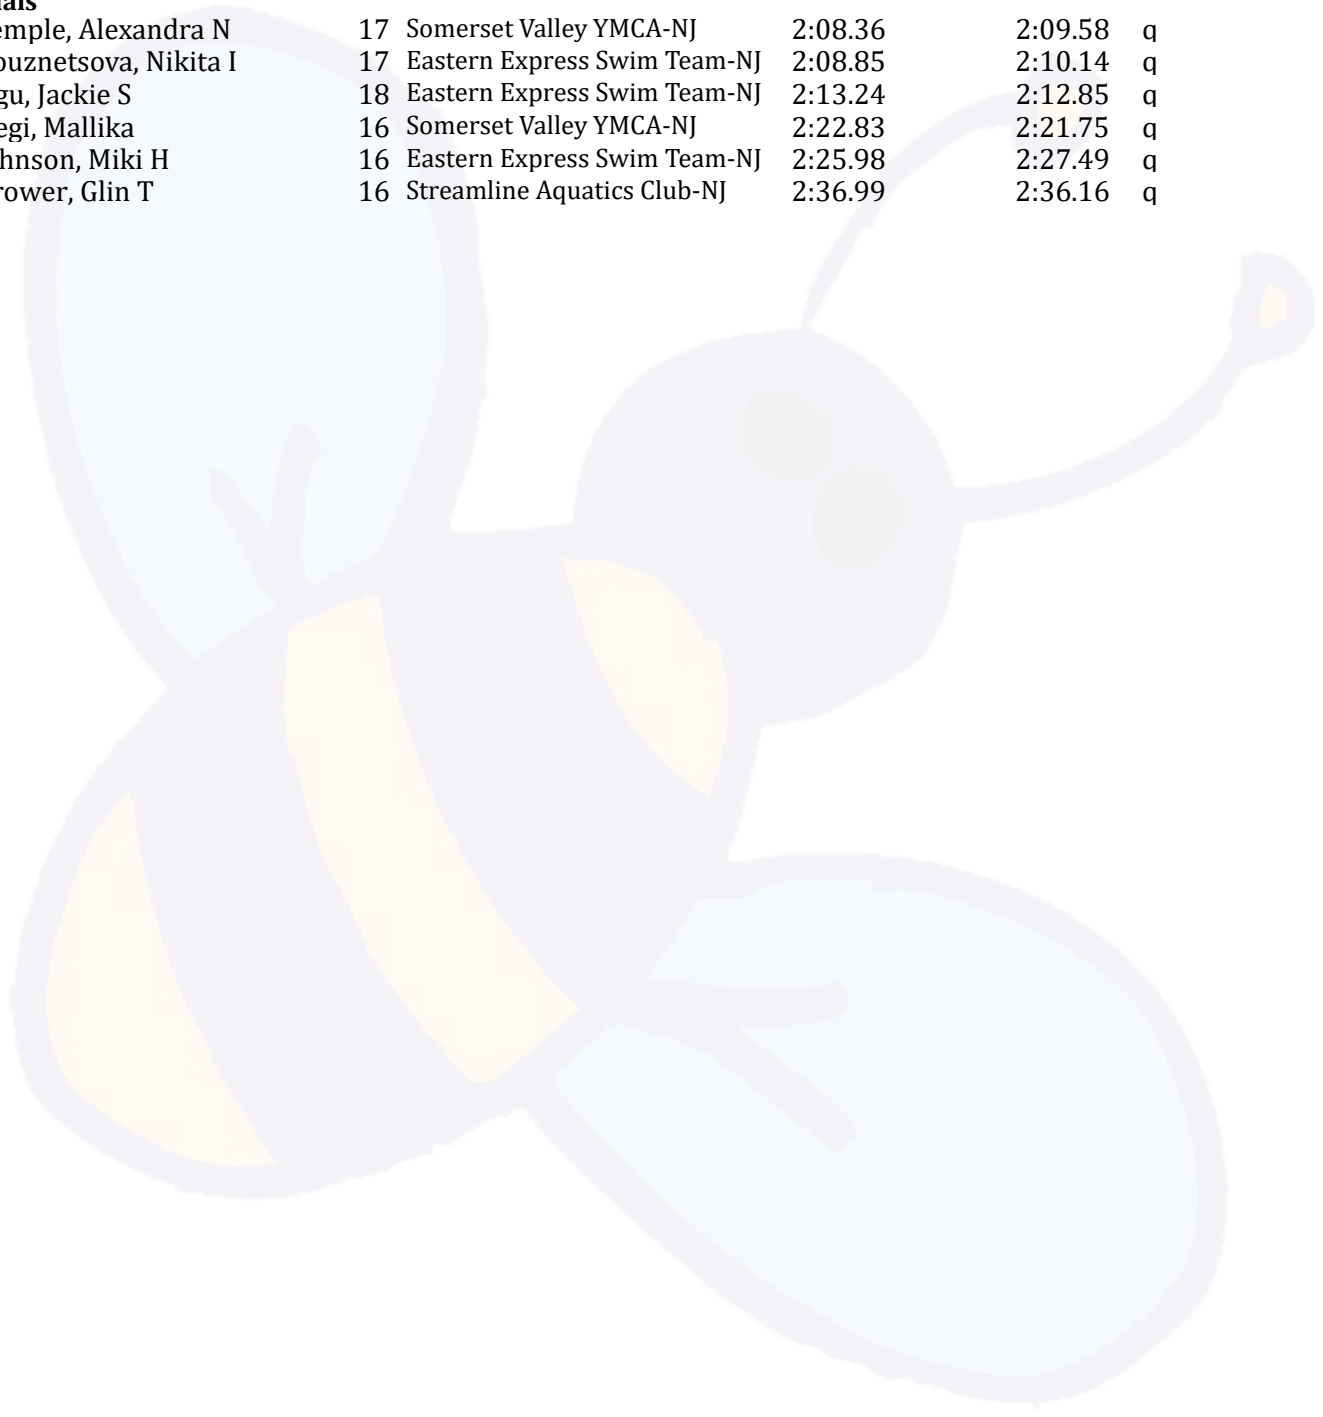 emple, Alexandra N 17 Somerset Valley YMCA-NJ 2:08.36 2:09.58 q
ouznetsova, Nikita I 17 Eastern Express Swim Team-NJ 2:08.85 2:10.14 q
gu, Jackie S 18 Eastern Express Swim Team-NJ 2:13.24 2:12.85 q
egi, Mallika 16 Somerset Valley YMCA-NJ 2:22.83 2:21.75 q
hnson, Miki H 16 Eastern Express Swim Team-NJ 2:25.98 2:27.49 q
rower, Glin T 16 Streamline Aquatics Club-NJ 2:36.99 2:36.16 q